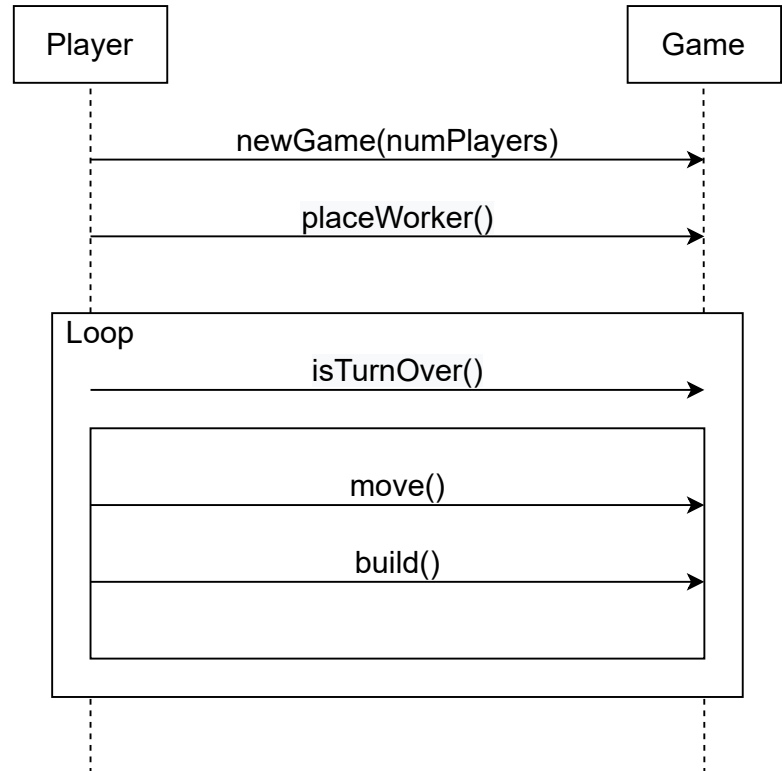 Player
Game
newGame(numPlayers)
placeWorker()
Loop
isTurnOver()
move()
build()